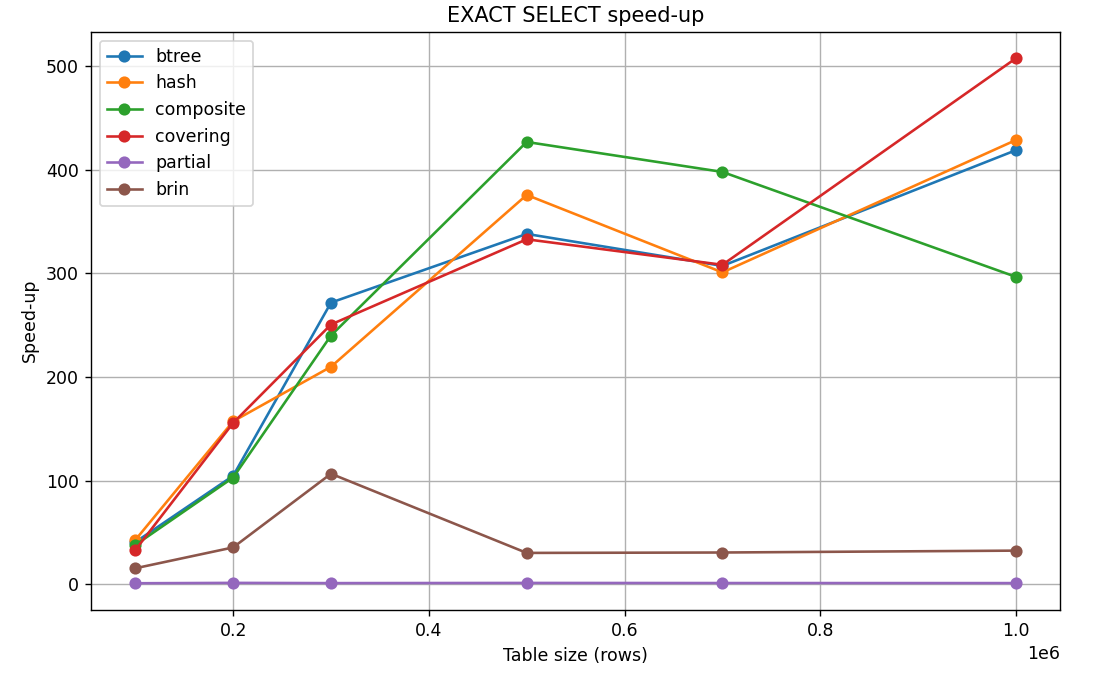 EXACT SELECT speed-up
btree
hash
composite
covering
partial
brin
Speed-up
500
400
300
200
100
0
0.2 0.4 0.6 0.8 1.0
1e6
Table size (rows)